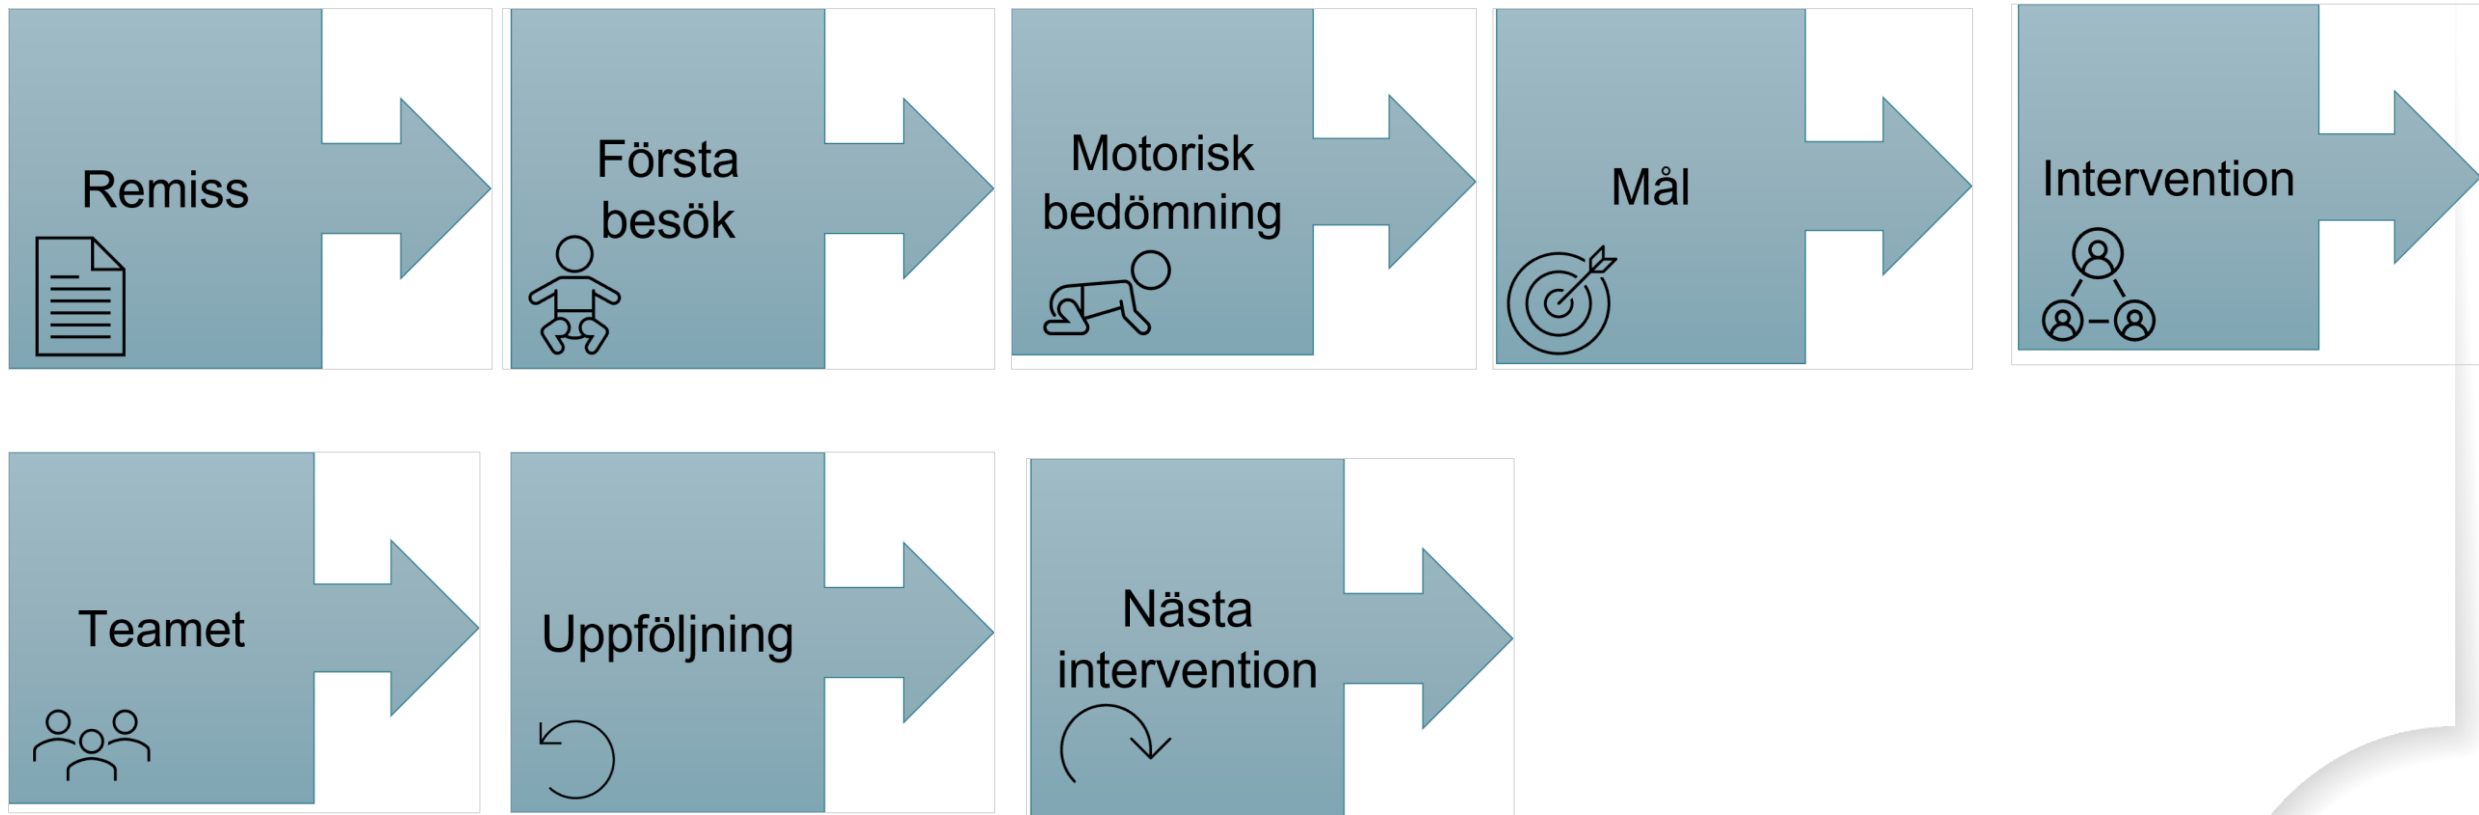 Remiss
Första
besök
Motorisk
bedömning
Mål
Intervention
Teamet
Uppföljning
Nästa
intervention